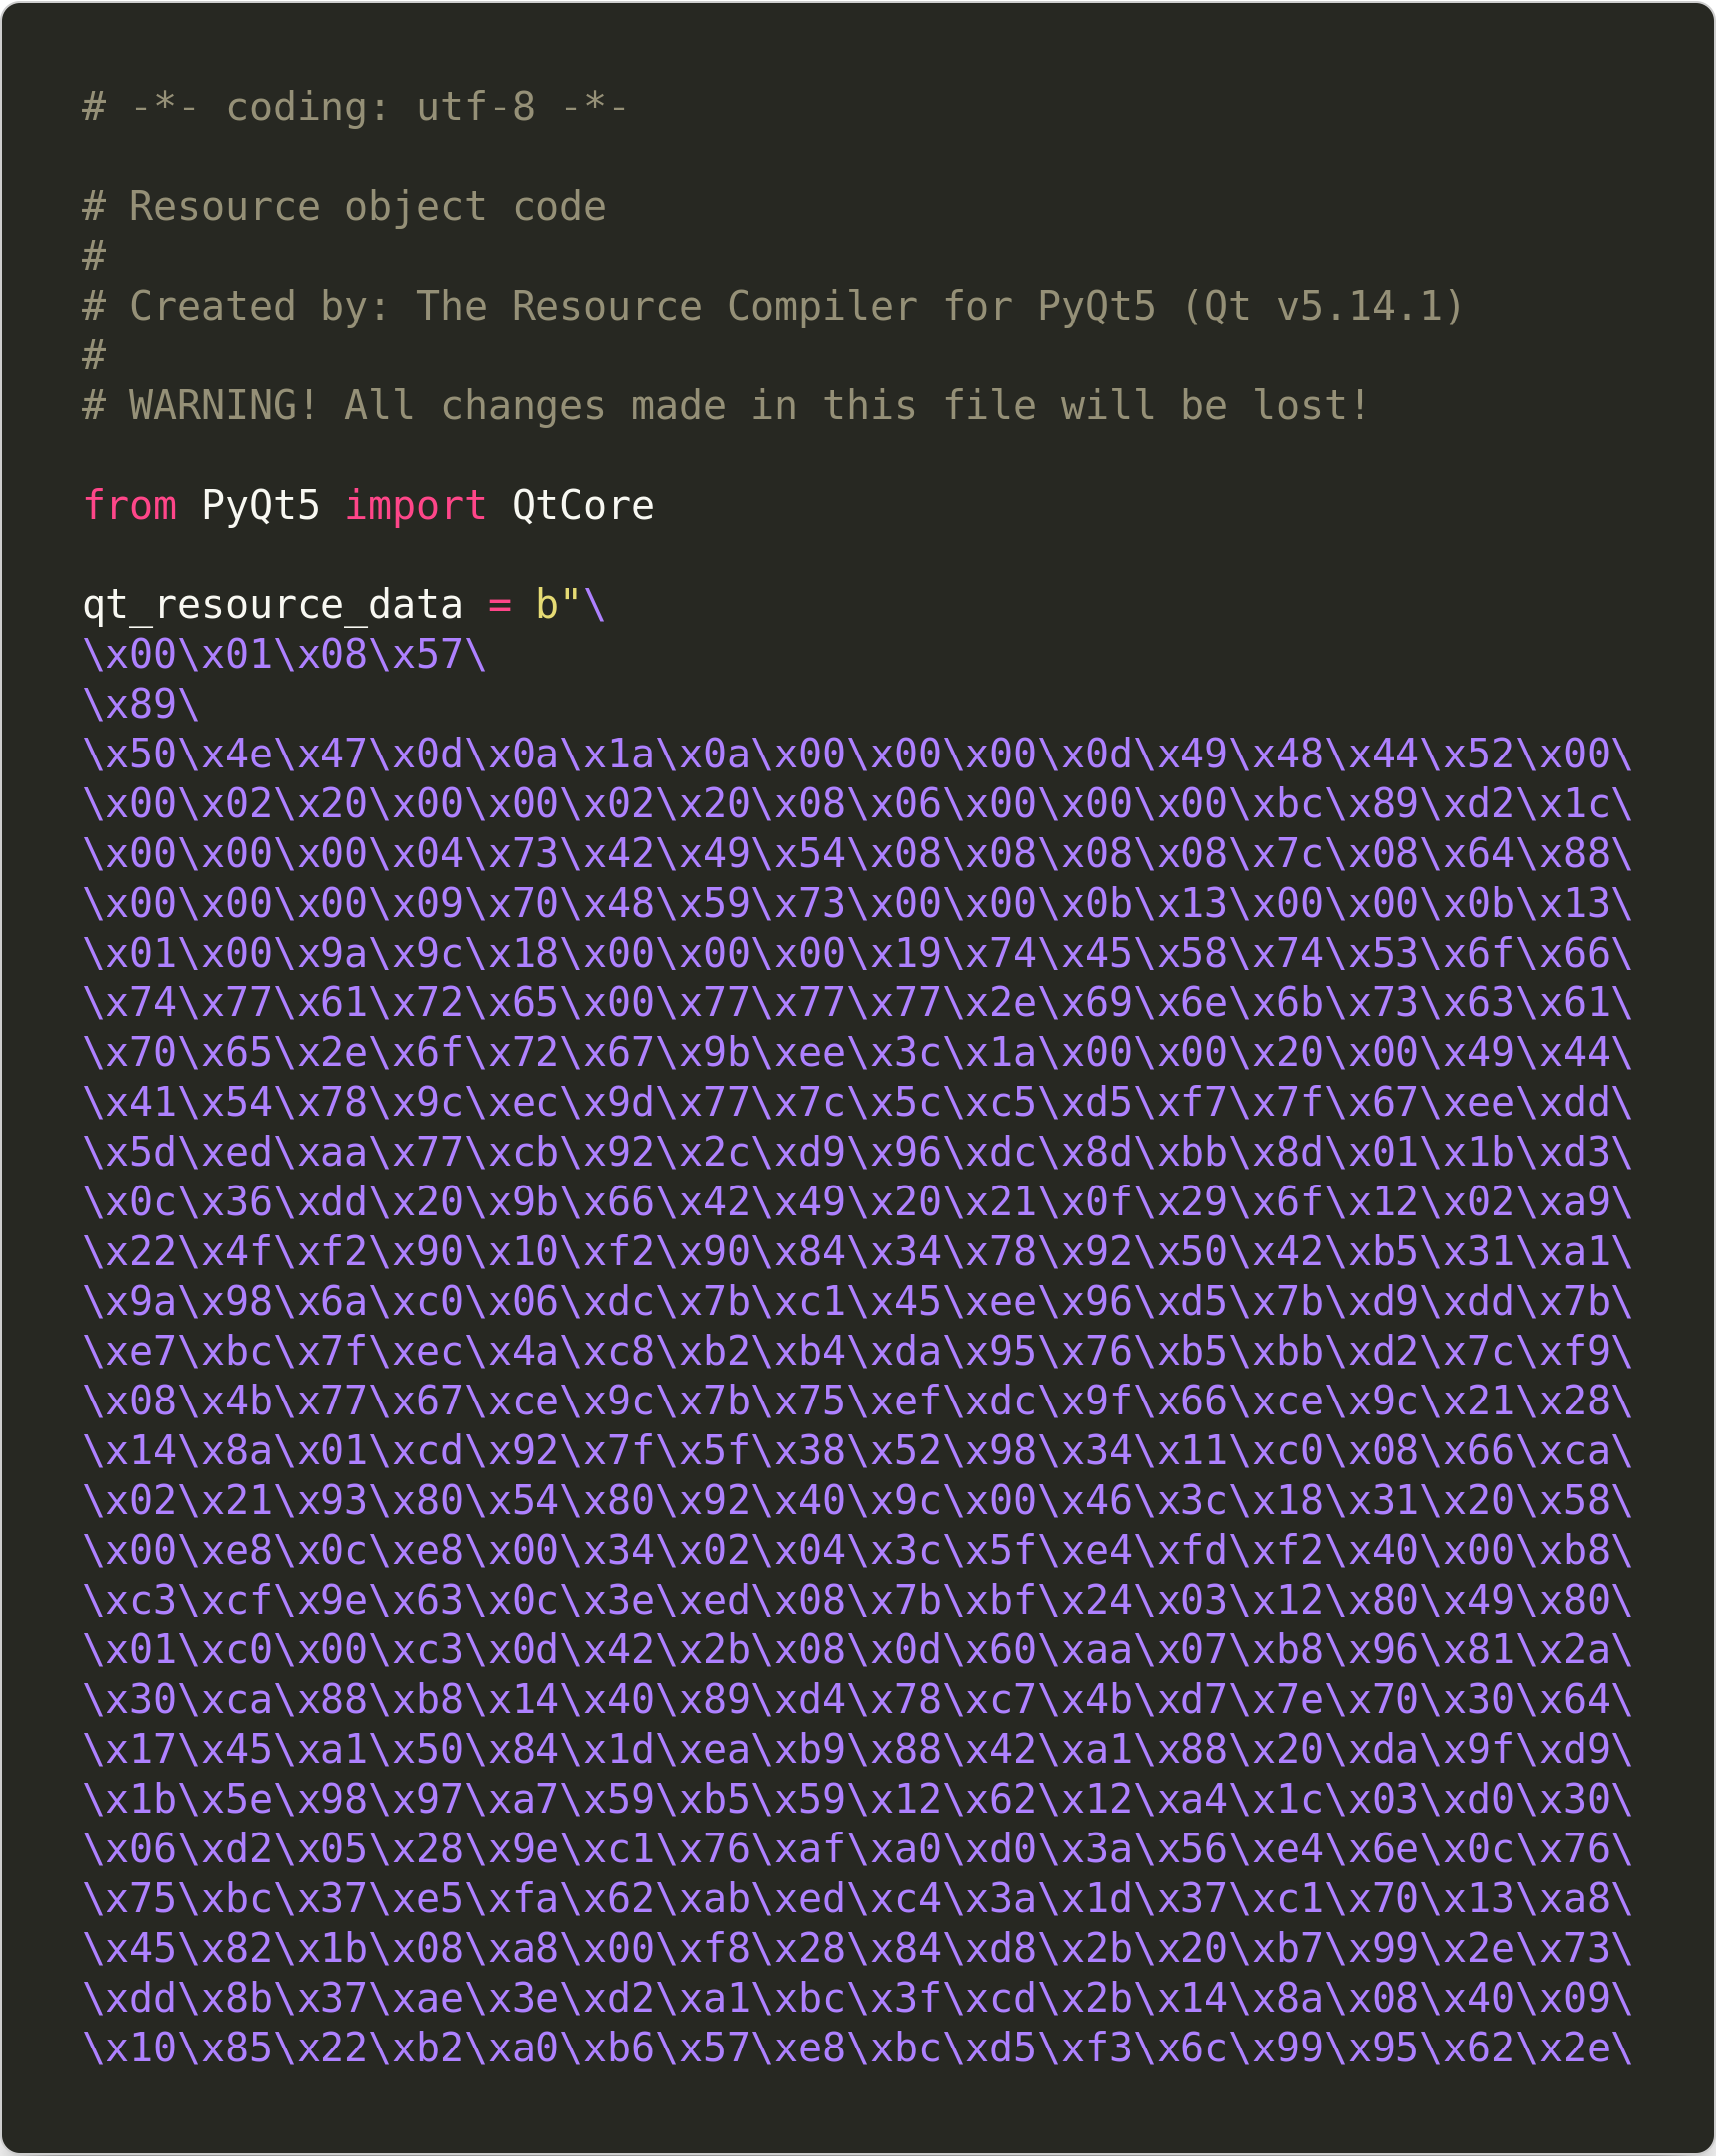 # -*- coding: utf-8 -*-
# Resource object code
#
# Created by: The Resource Compiler for PyQt5 (Qt v5.14.1)
#
# WARNING! All changes made in this file will be lost!
from PyQt5 import QtCore
qt_resource_data = b"\
\x00\x01\x08\x57\
\x89\
\x50\x4e\x47\x0d\x0a\x1a\x0a\x00\x00\x00\x0d\x49\x48\x44\x52\x00\
\x00\x02\x20\x00\x00\x02\x20\x08\x06\x00\x00\x00\xbc\x89\xd2\x1c\
\x00\x00\x00\x04\x73\x42\x49\x54\x08\x08\x08\x08\x7c\x08\x64\x88\
\x00\x00\x00\x09\x70\x48\x59\x73\x00\x00\x0b\x13\x00\x00\x0b\x13\
\x01\x00\x9a\x9c\x18\x00\x00\x00\x19\x74\x45\x58\x74\x53\x6f\x66\
\x74\x77\x61\x72\x65\x00\x77\x77\x77\x2e\x69\x6e\x6b\x73\x63\x61\
\x70\x65\x2e\x6f\x72\x67\x9b\xee\x3c\x1a\x00\x00\x20\x00\x49\x44\
\x41\x54\x78\x9c\xec\x9d\x77\x7c\x5c\xc5\xd5\xf7\x7f\x67\xee\xdd\
\x5d\xed\xaa\x77\xcb\x92\x2c\xd9\x96\xdc\x8d\xbb\x8d\x01\x1b\xd3\
\x0c\x36\xdd\x20\x9b\x66\x42\x49\x20\x21\x0f\x29\x6f\x12\x02\xa9\
\x22\x4f\xf2\x90\x10\xf2\x90\x84\x34\x78\x92\x50\x42\xb5\x31\xa1\
\x9a\x98\x6a\xc0\x06\xdc\x7b\xc1\x45\xee\x96\xd5\x7b\xd9\xdd\x7b\
\xe7\xbc\x7f\xec\x4a\xc8\xb2\xb4\xda\x95\x76\xb5\xbb\xd2\x7c\xf9\
\x08\x4b\x77\x67\xce\x9c\x7b\x75\xef\xdc\x9f\x66\xce\x9c\x21\x28\
\x14\x8a\x01\xcd\x92\x7f\x5f\x38\x52\x98\x34\x11\xc0\x08\x66\xca\
\x02\x21\x93\x80\x54\x80\x92\x40\x9c\x00\x46\x3c\x18\x31\x20\x58\
\x00\xe8\x0c\xe8\x00\x34\x02\x04\x3c\x5f\xe4\xfd\xf2\x40\x00\xb8\
\xc3\xcf\x9e\x63\x0c\x3e\xed\x08\x7b\xbf\x24\x03\x12\x80\x49\x80\
\x01\xc0\x00\xc3\x0d\x42\x2b\x08\x0d\x60\xaa\x07\xb8\x96\x81\x2a\
\x30\xca\x88\xb8\x14\x40\x89\xd4\x78\xc7\x4b\xd7\x7e\x70\x30\x64\
\x17\x45\xa1\x50\x84\x1d\xea\xb9\x88\x42\xa1\x88\x20\xda\x9f\xd9\
\x1b\x5e\x98\x97\xa7\x59\xb5\x59\x12\x62\x12\xa4\x1c\x03\xd0\x30\
\x06\xd2\x05\x28\x9e\xc1\x76\xaf\xa0\xd0\x3a\x56\xe4\x6e\x0c\x76\
\x75\xbc\x37\xe5\xfa\x62\xab\xed\xc4\x3a\x1d\x37\xc1\x70\x13\xa8\
\x45\x82\x1b\x08\xa8\x00\xf8\x28\x84\xd8\x2b\x20\xb7\x99\x2e\x73\
\xdd\x8b\x37\xae\x3e\xd2\xa1\xbc\x3f\xcd\x2b\x14\x8a\x08\x40\x09\
\x10\x85\x22\xb2\xa0\xb6\x57\xe8\xbc\xd5\xf3\x6c\x99\x95\x62\x2e\